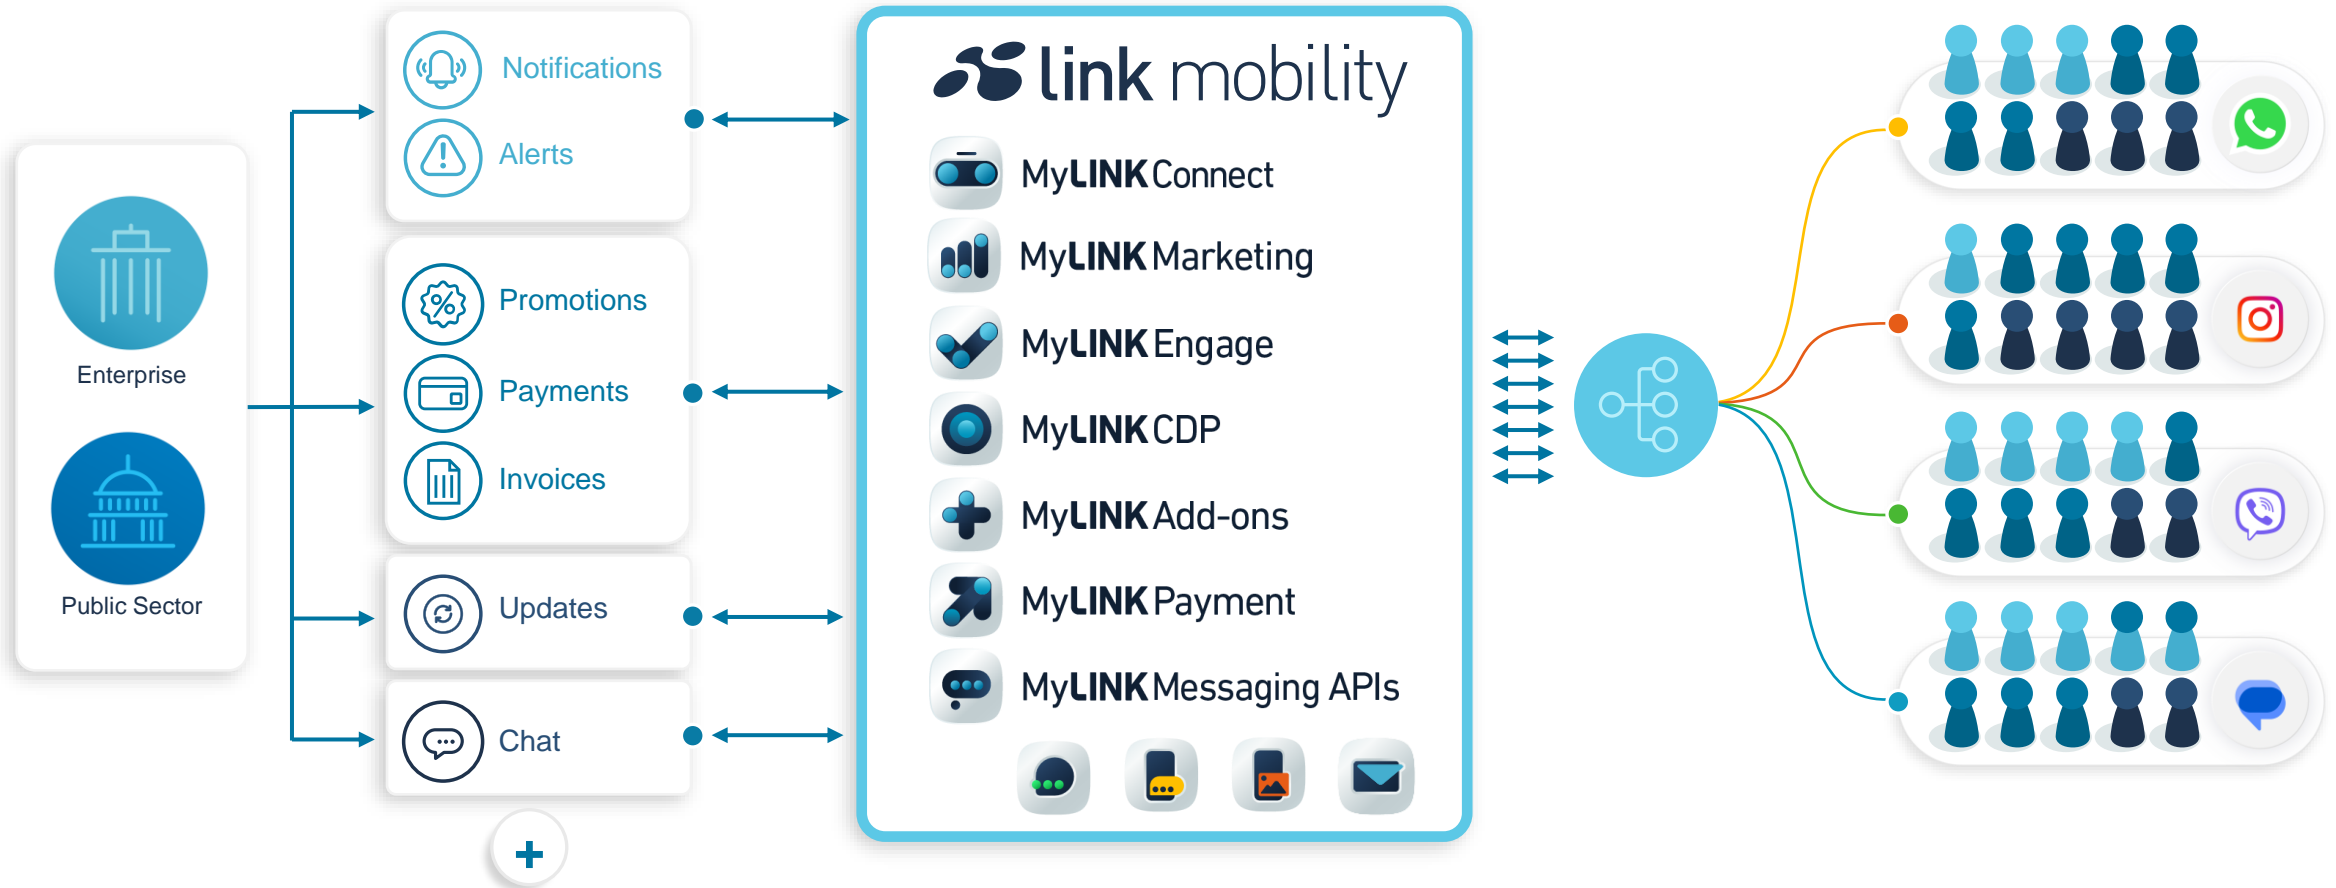 Enterprise
Public Sector
Notifications
Alerts
Promotions
Payments
Invoices
Updates
Chat
+
link mobility
MyLINK Connect
MyLINK Marketing
MyLINK Engage
MyLINK CDP
MyLINK Add-ons
MyLINK Payment
MyLINK Messaging APIs